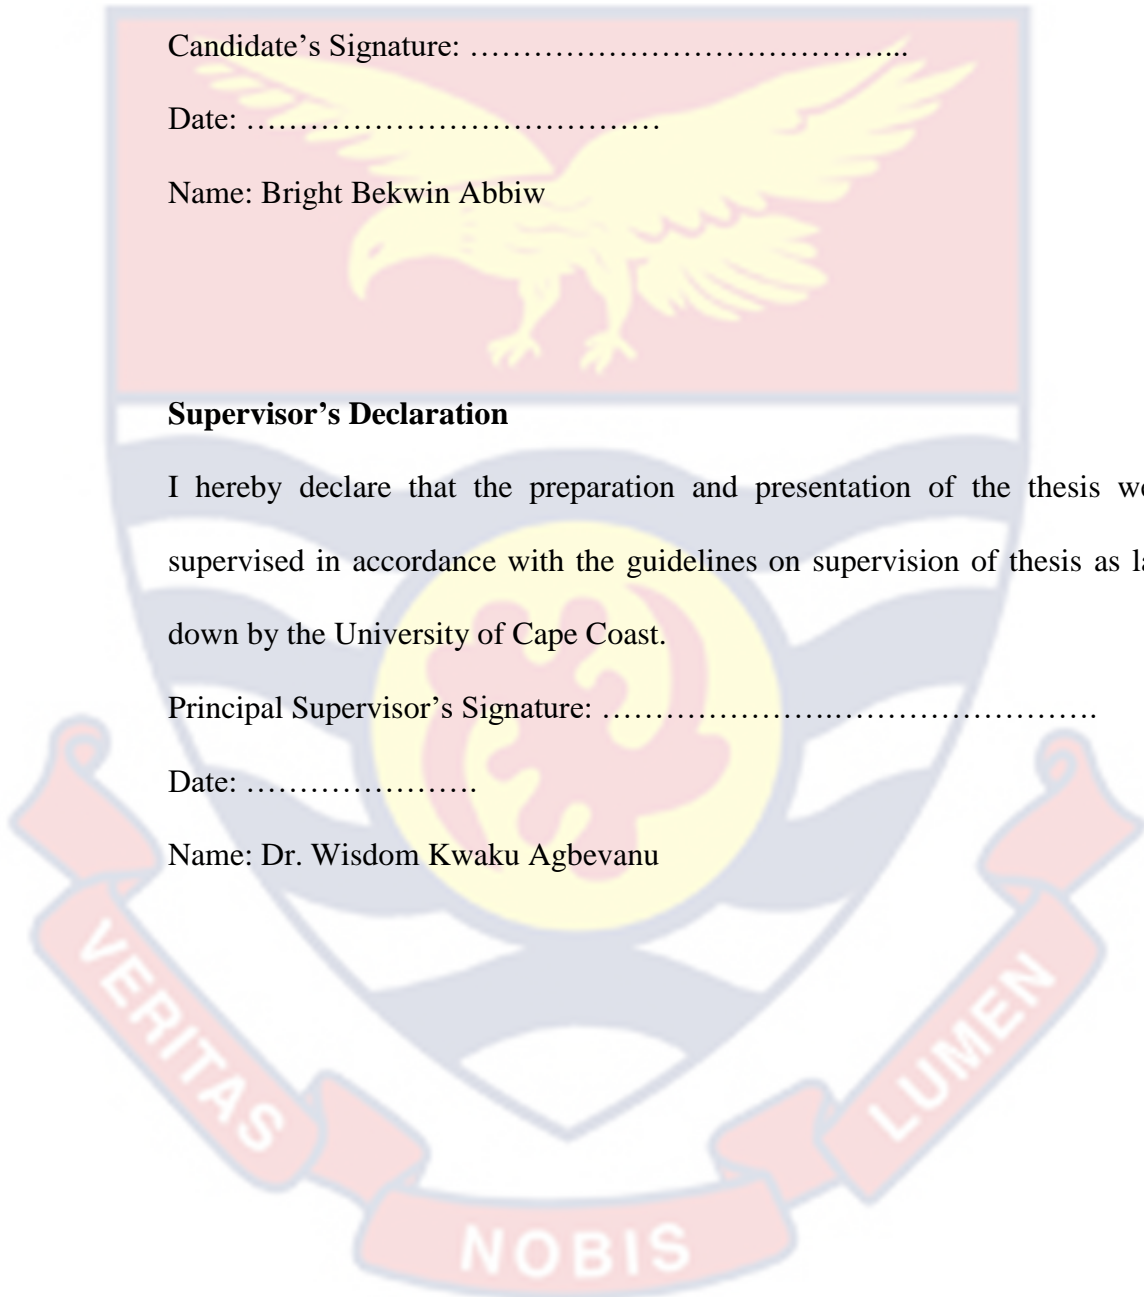 Candidate’s Signature: …………………………………...
Date: …………………………………
Name: Bright Bekwin Abbiw
Supervisor’s Declaration
I hereby declare that the preparation and presentation of the thesis
supervised in accordance with the guidelines on supervision of thesis as
down by the University of Cape Coast.
Principal Supervisor’s Signature: ………………….…………………….
Date: ………………….
Name: Dr. Wisdom Kwaku Agbevanu
VERITAS
NOBIS
LUMEN